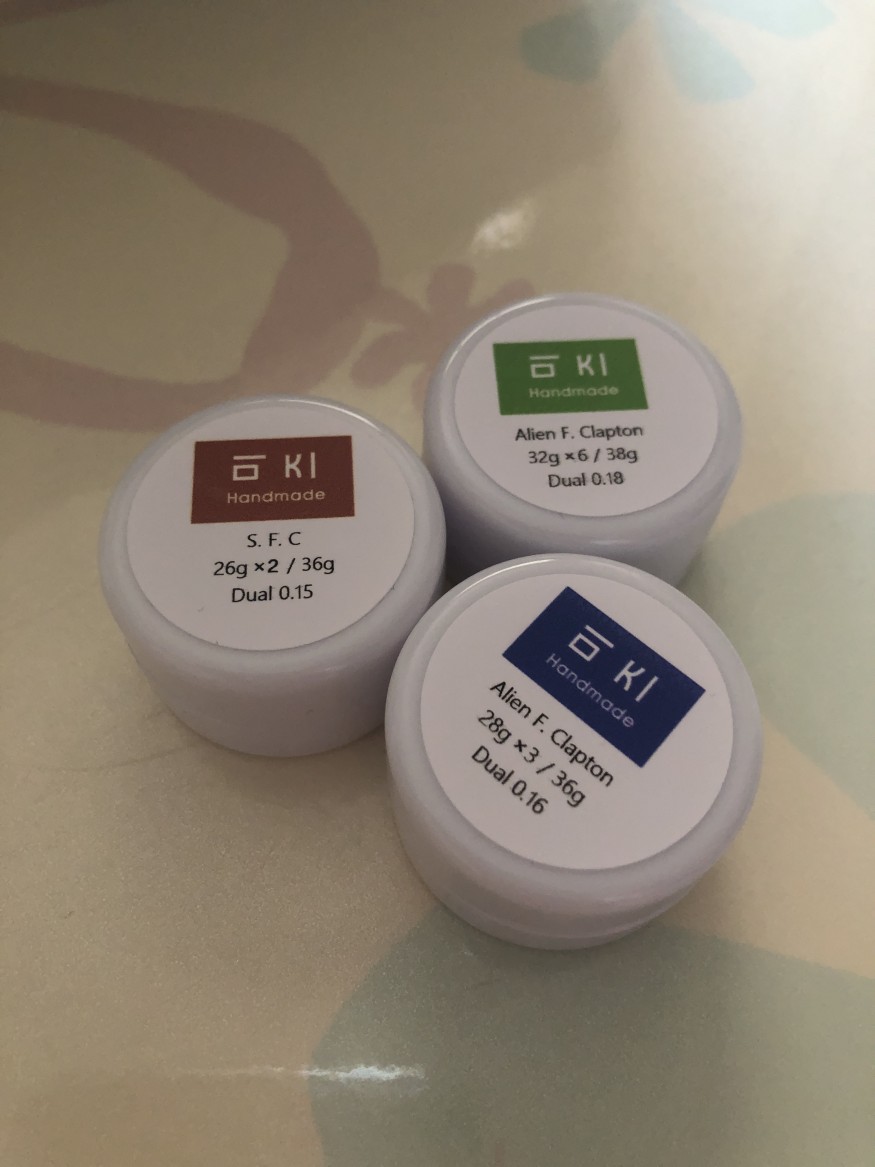 KI
Handmade
Alien F. Clapton
32g ×6 / 38g
Dual 0.18
KI
Handmade
S. F. C
26g ×2 / 36g
Dual 0.15
KI
Handmade
Alien F. Clapton
28g ×3 / 36g
Dual 0.16